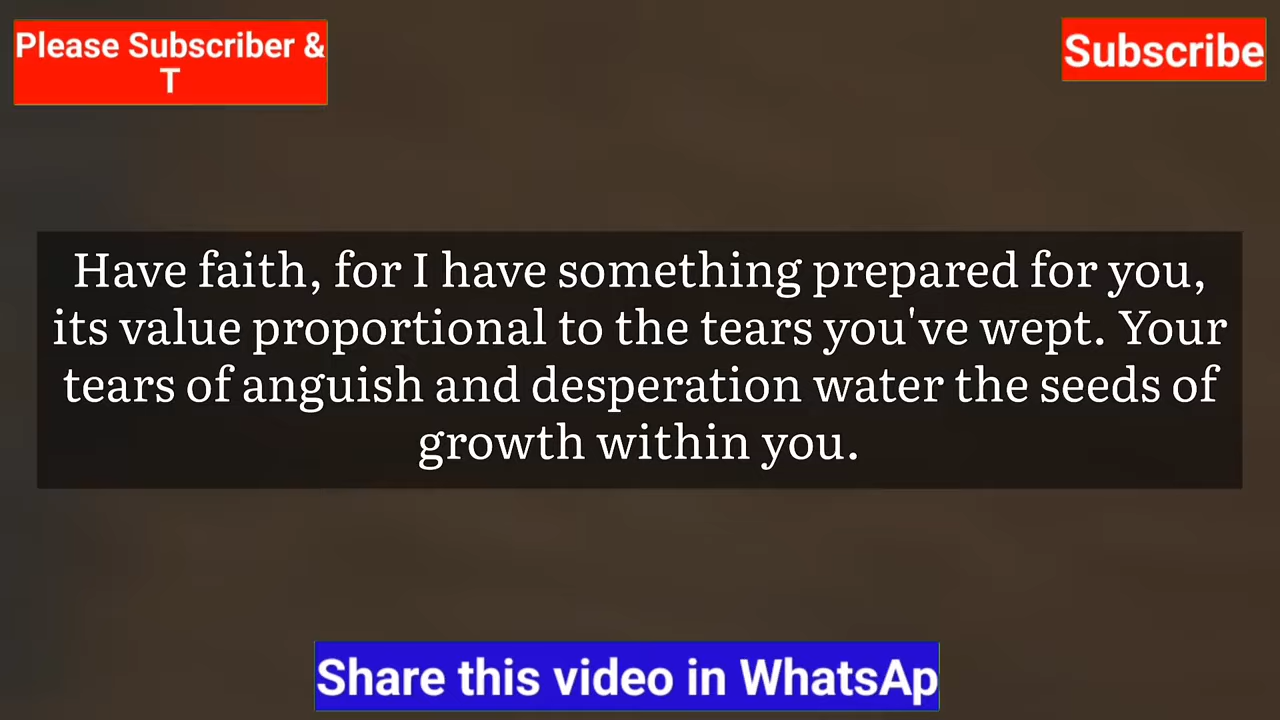 Please Subscriber &
T
Subscribe
Have faith, for I have something prepared for you,
its value proportional to the tears you've wept. Your
tears of anguish and desperation water the seeds of
growth within you.
Share this video in WhatsAp